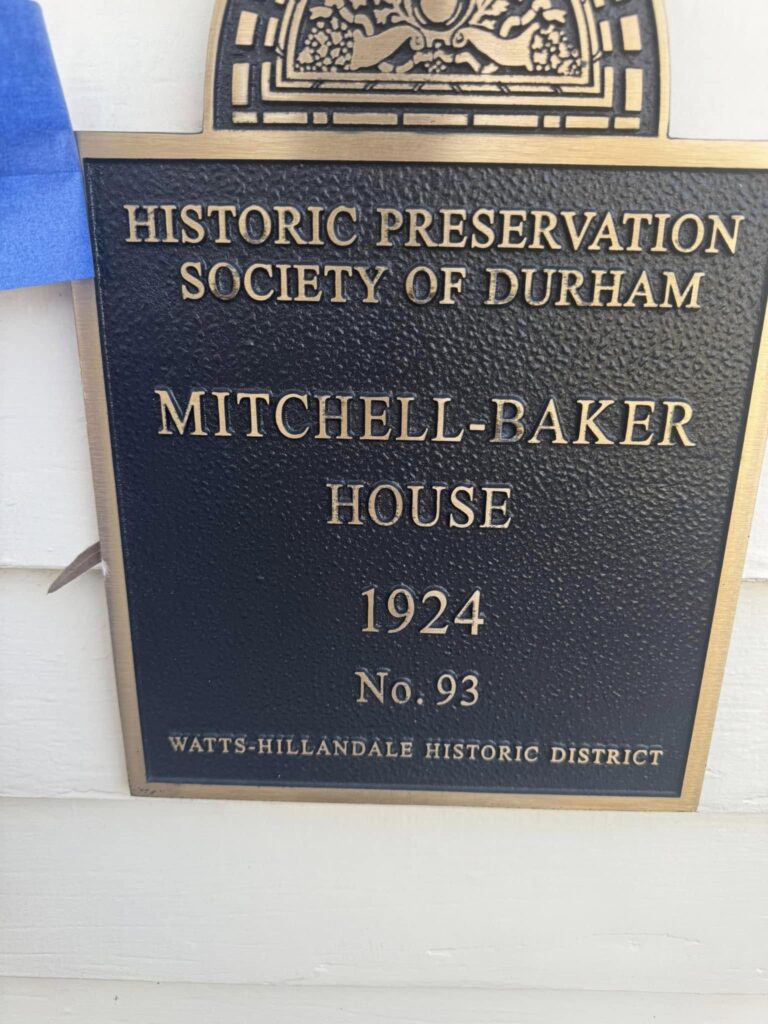 HISTORIC PRESERVATION
SOCIETY OF DURHAM
MITCHELL-BAKER
HOUSE
1924
No. 93
WATTS-HILLANDALE HISTORIC DISTRICT